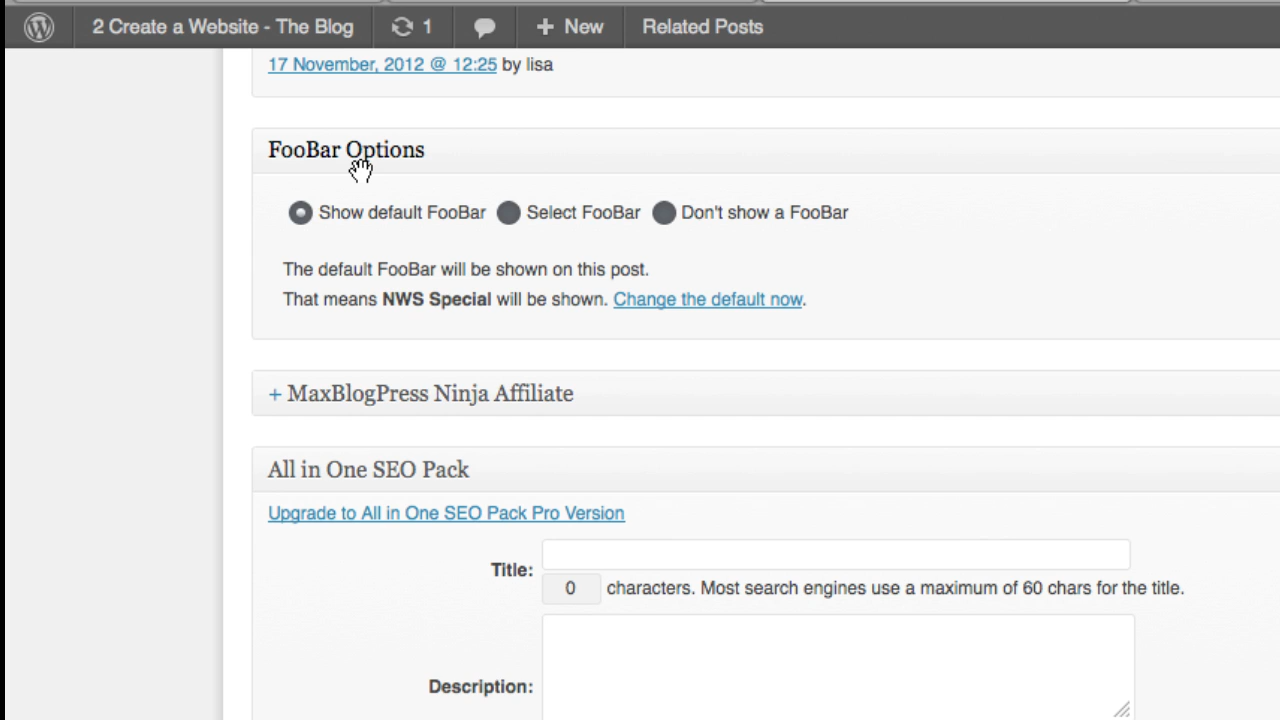 2 Create a Website - The Blog 1 + New Related Posts
17 November, 2012 @ 12:25 by lisa
FooBar Options
Show default FooBar Select FooBar Don't show a FooBar
The default FooBar will be shown on this post.
That means NWS Special will be shown. Change the default now.
+ MaxBlogPress Ninja Affiliate
All in One SEO Pack
Upgrade to All in One SEO Pack Pro Version
Title:
0 characters. Most search engines use a maximum of 60 chars for the title.
Description: